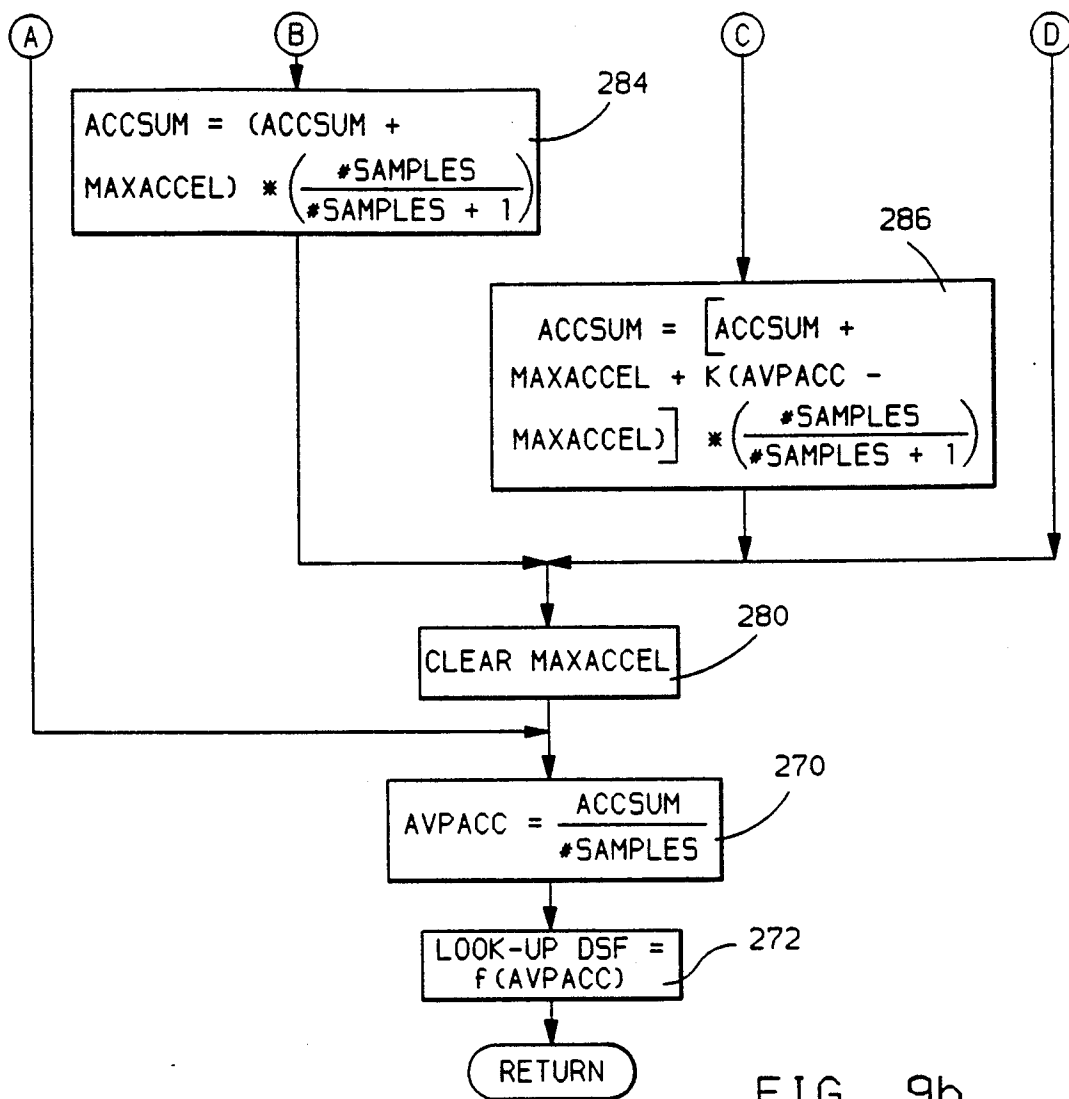 A B C D
284
ACCSUM = (ACCSUM +
MAXACCEL) * (#SAMPLES / #SAMPLES + 1)
286
ACCSUM = [ACCSUM +
MAXACCEL + K(AVPACC -
MAXACCEL)] * (#SAMPLES / #SAMPLES + 1)
280
CLEAR MAXACCEL
270
AVPACC = ACCSUM / #SAMPLES
272
LOOK-UP DSF =
f(AVPACC)
RETURN
FIG. 9b